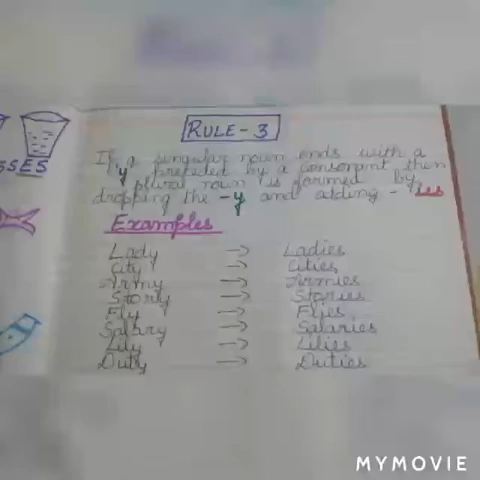 RULE-3
If a singular noun ends with a
'y' preceded by a consonant then
plural noun is formed by
dropping the -y and adding - ies
Examples
SSES
Lady → Ladies
City → Cities
Army → Armies
Story → Stories
Fly → Flies
Salary → Salaries
Lily → Lilies
Duty → Duties
MYMOVIE